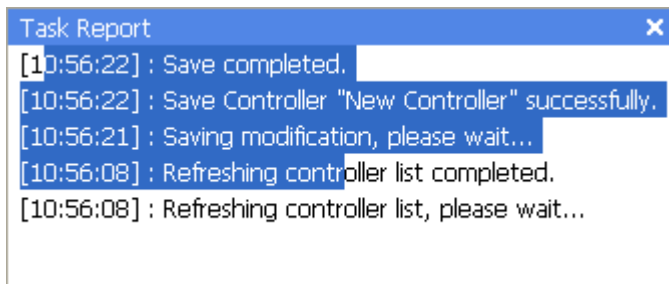 Task Report
[10:56:22] : Save completed.
[10:56:22] : Save Controller "New Controller" successfully.
[10:56:21] : Saving modification, please wait...
[10:56:08] : Refreshing controller list completed.
[10:56:08] : Refreshing controller list, please wait...